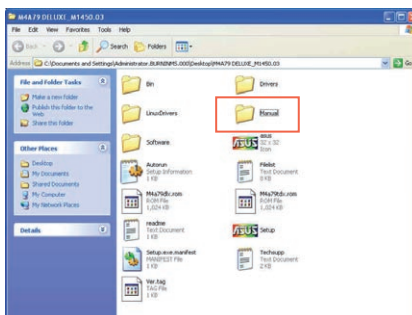 M4A79 DELUXE_M1450.03
File Edit View Favorites Tools Help
Back Search Folders
Address C:\Documents and Settings\Administrator.BURNINMS.000\Desktop\M4A79 DELUXE_M1450.03 Go
File and Folder Tasks
Make a new folder
Publish this folder to the Web
Share this folder
Other Places
Desktop
My Documents
Shared Documents
My Computer
My Network Places
Details
Bin
Drivers
LinuxDrivers
Manual
Software
asus
32 x 32
Icon
Autorun
Setup Information
1 KB
Filelist
Text Document
M4a79dlx.rom
ROM File
1,024 KB
M4a79tdx.rom
ROM File
1,024 KB
readme
Text Document
1 KB
ASUS Setup
Setup.exe.manifest
MANIFEST File
1 KB
Techsupp
Text Document
2 KB
Ver.tag
TAG File
1 KB